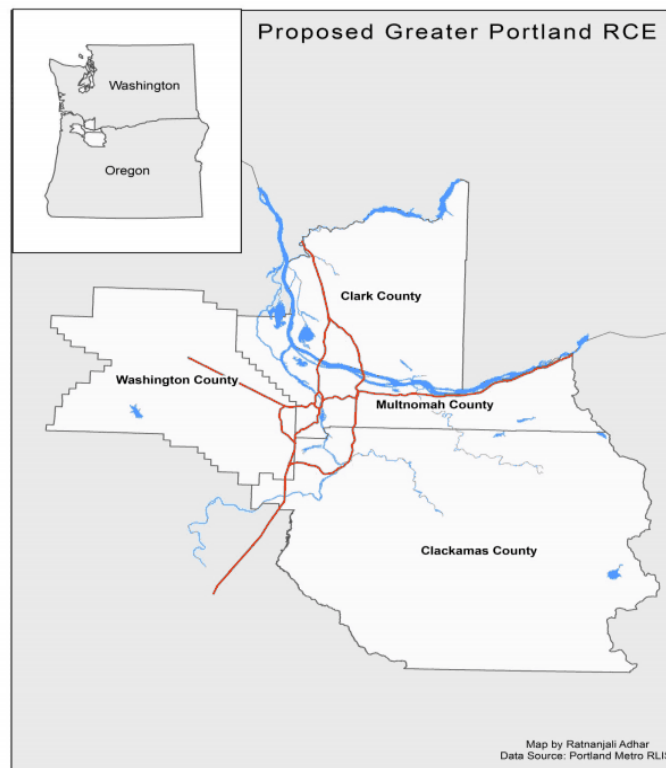 Proposed Greater Portland RCE
Washington
Oregon
Clark County
Washington County
Multnomah County
Clackamas County
Map by Ratnanjali Adhar
Data Source: Portland Metro RLIS